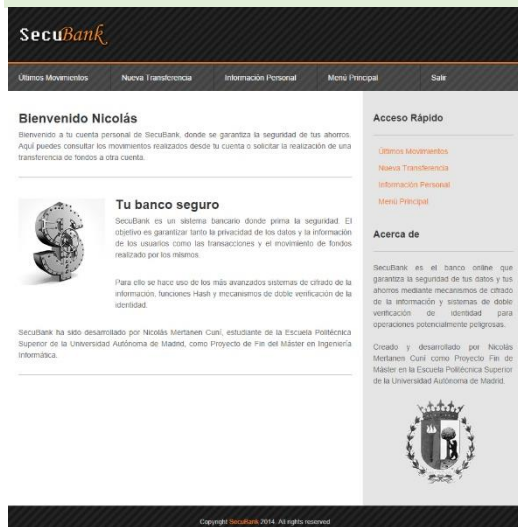 SecuBank
Últimos Movimientos Nueva Transferencia Información Personal Menú Principal Salir
Bienvenido Nicolás
Bienvenido a tu cuenta personal de SecuBank, donde se garantiza la seguridad de tus ahorros.
Aquí puedes consultar los movimientos realizados desde tu cuenta o solicitar la realización de una
transferencia de fondos a otra cuenta.
Tu banco seguro
SecuBank es un sistema bancario donde prima la seguridad. El
objetivo es garantizar tanto la privacidad de los datos y la información
de los usuarios como las transacciones y el movimiento de fondos
realizado por los mismos.
Para ello se hace uso de los más avanzados sistemas de cifrado de la
información, funciones Hash y mecanismos de doble verificación de la
identidad.
SecuBank ha sido desarrollado por Nicolás Mertanen Cuní, estudiante de la Escuela Politécnica
Superior de la Universidad Autónoma de Madrid, como Proyecto de Fin del Máster en Ingeniería
Informática.
Acceso Rápido
Últimos Movimientos
Nueva Transferencia
Información Personal
Menú Principal
Acerca de
SecuBank es el banco online que
garantiza la seguridad de tus datos y tus
ahorros mediante mecanismos de cifrado
de la información y sistemas de doble
verificación de identidad para
operaciones potencialmente peligrosas.
Creado y desarrollado por Nicolás
Mertanen Cuní como Proyecto Fin de
Máster en la Escuela Politécnica Superior
de la Universidad Autónoma de Madrid.
Copyright SecuBank 2014. All rights reserved